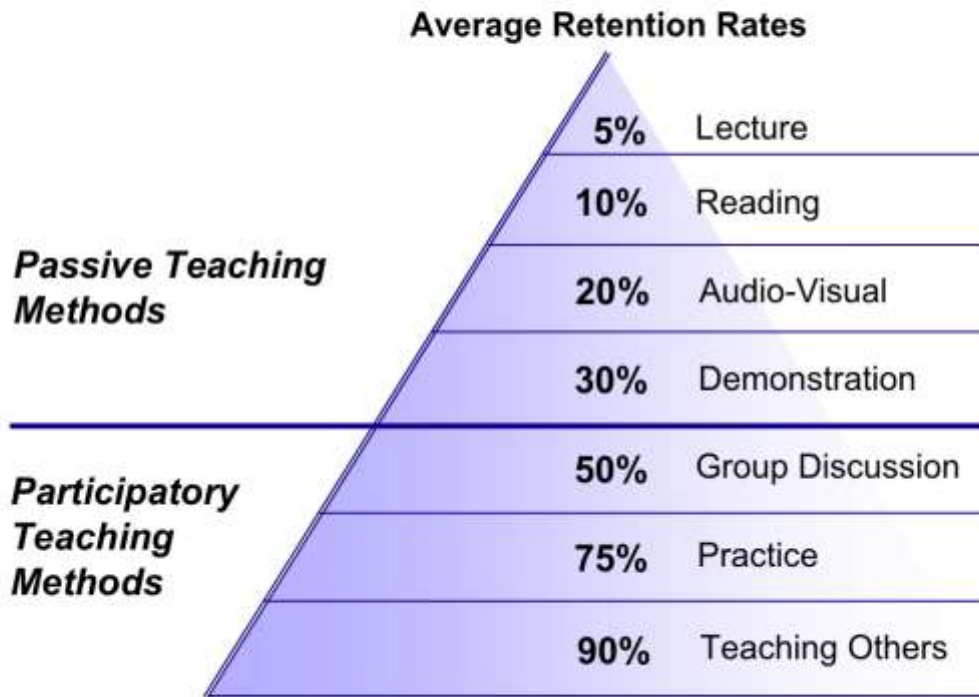 Average Retention Rates
5% Lecture
10% Reading
20% Audio-Visual
30% Demonstration
Passive Teaching
Methods
50% Group Discussion
75% Practice
90% Teaching Others
Participatory
Teaching
Methods